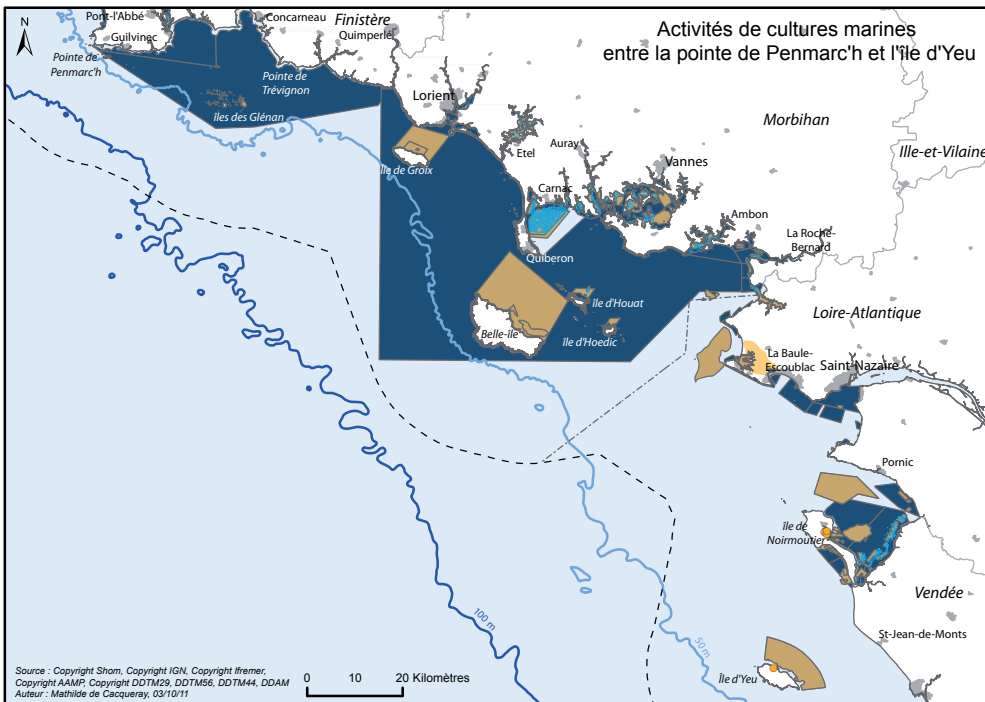 Activités de cultures marines
entre la pointe de Penmarc'h et l'île d'Yeu
N
Pont-l'Abbé
Guilvinec
Pointe de
Penmarc'h
Concarneau
Finistère
Quimperlé
Pointe de
Trévignon
îles des Glénan
Lorient
île de Groix
Etel
Auray
Carnac
Quiberon
Vannes
Morbihan
Ille-et-Vilaine
Ambon
La Roche-
Bernard
Belle-île
île d'Houat
île d'Hoedic
Loire-Atlantique
La Baule-
Escoublac
Saint-Nazaire
Pornic
île de
Noirmoutier
Vendée
St-Jean-de-Monts
Île d'Yeu
100 m
50 m
Source : Copyright Shom, Copyright IGN, Copyright Ifremer,
Copyright AAMP, Copyright DDTM29, DDTM56, DDTM44, DDAM
Auteur : Mathilde de Cacqueray, 03/10/11
0 10 20 Kilomètres